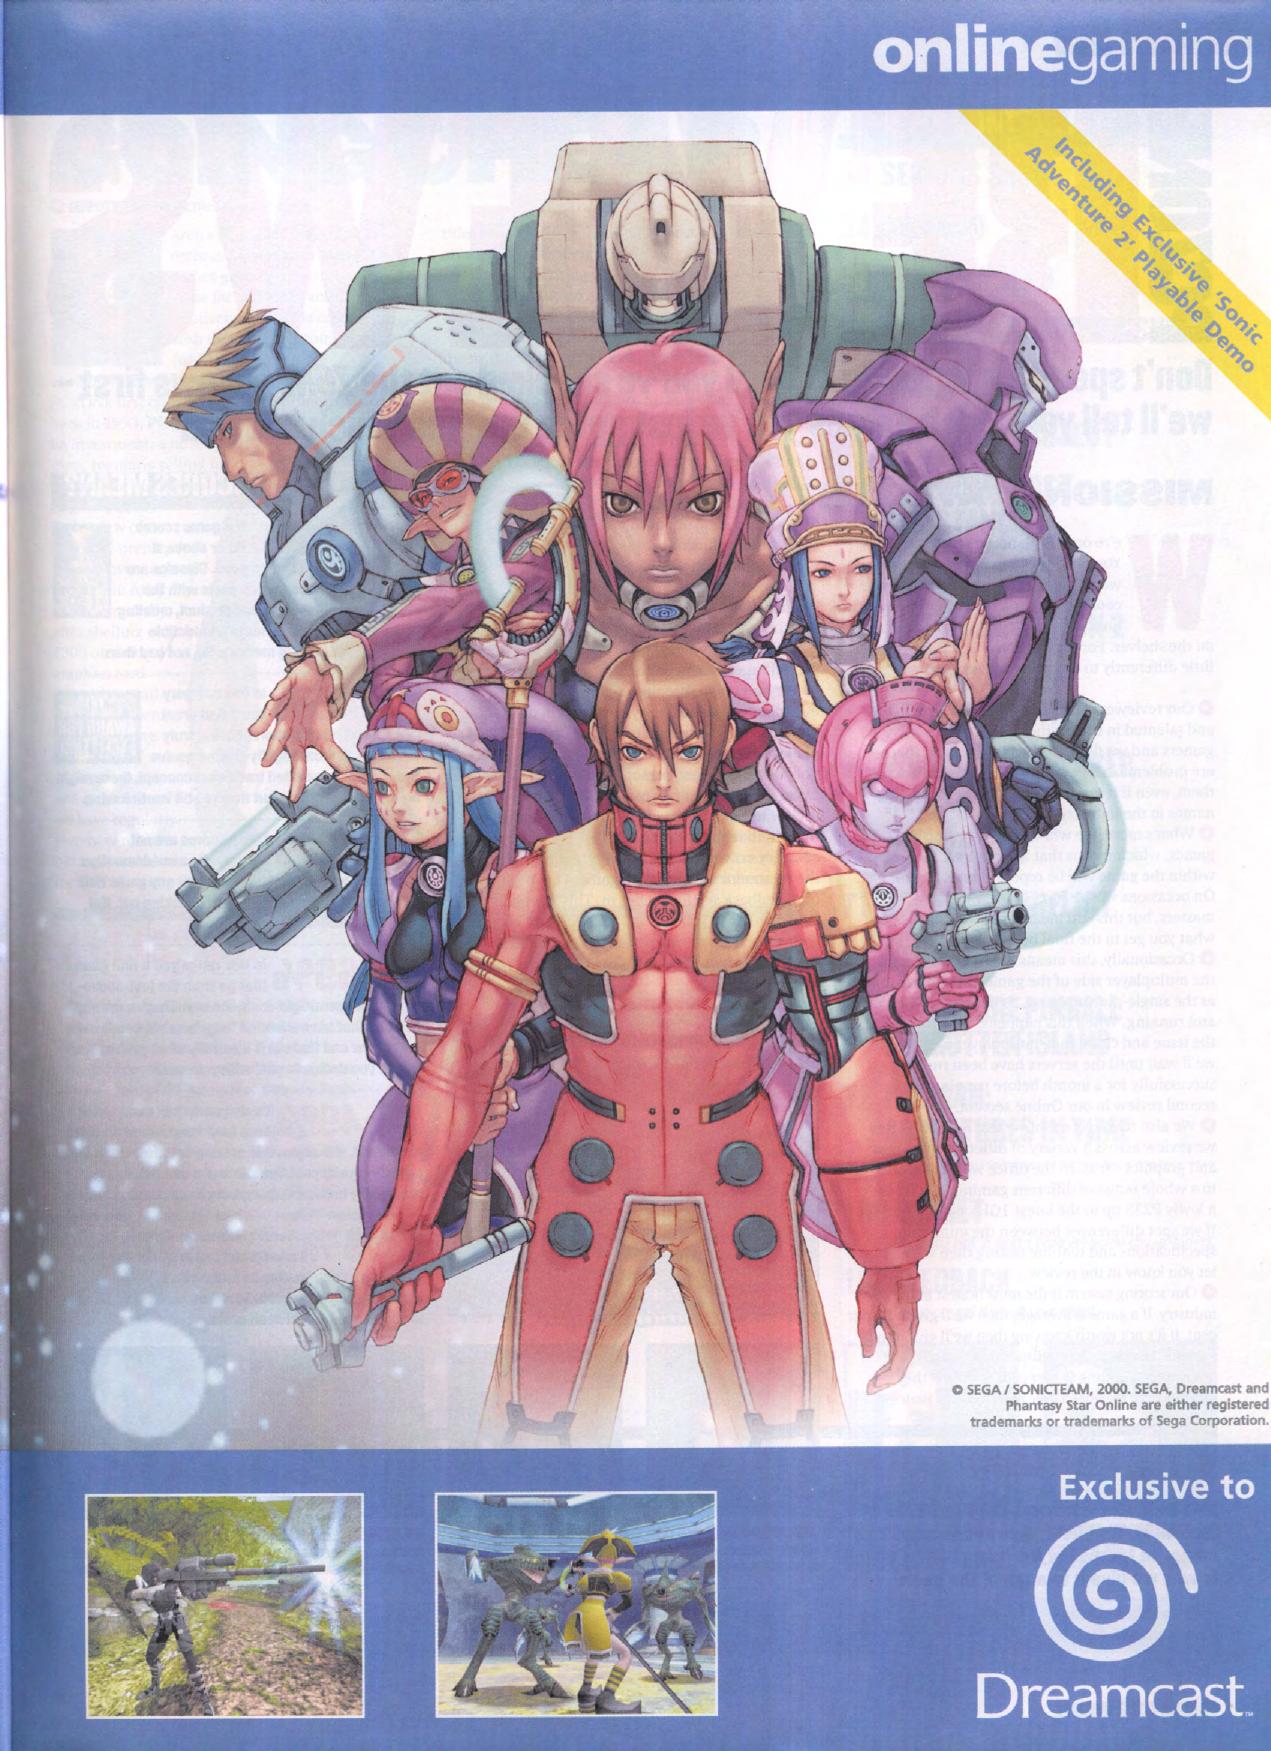 onlinegaming
Including Exclusive 'Sonic
Adventure 2' Playable Demo
© SEGA / SONICTEAM, 2000. SEGA, Dreamcast and
Phantasy Star Online are either registered
trademarks or trademarks of Sega Corporation.
Exclusive to
Dreamcast™